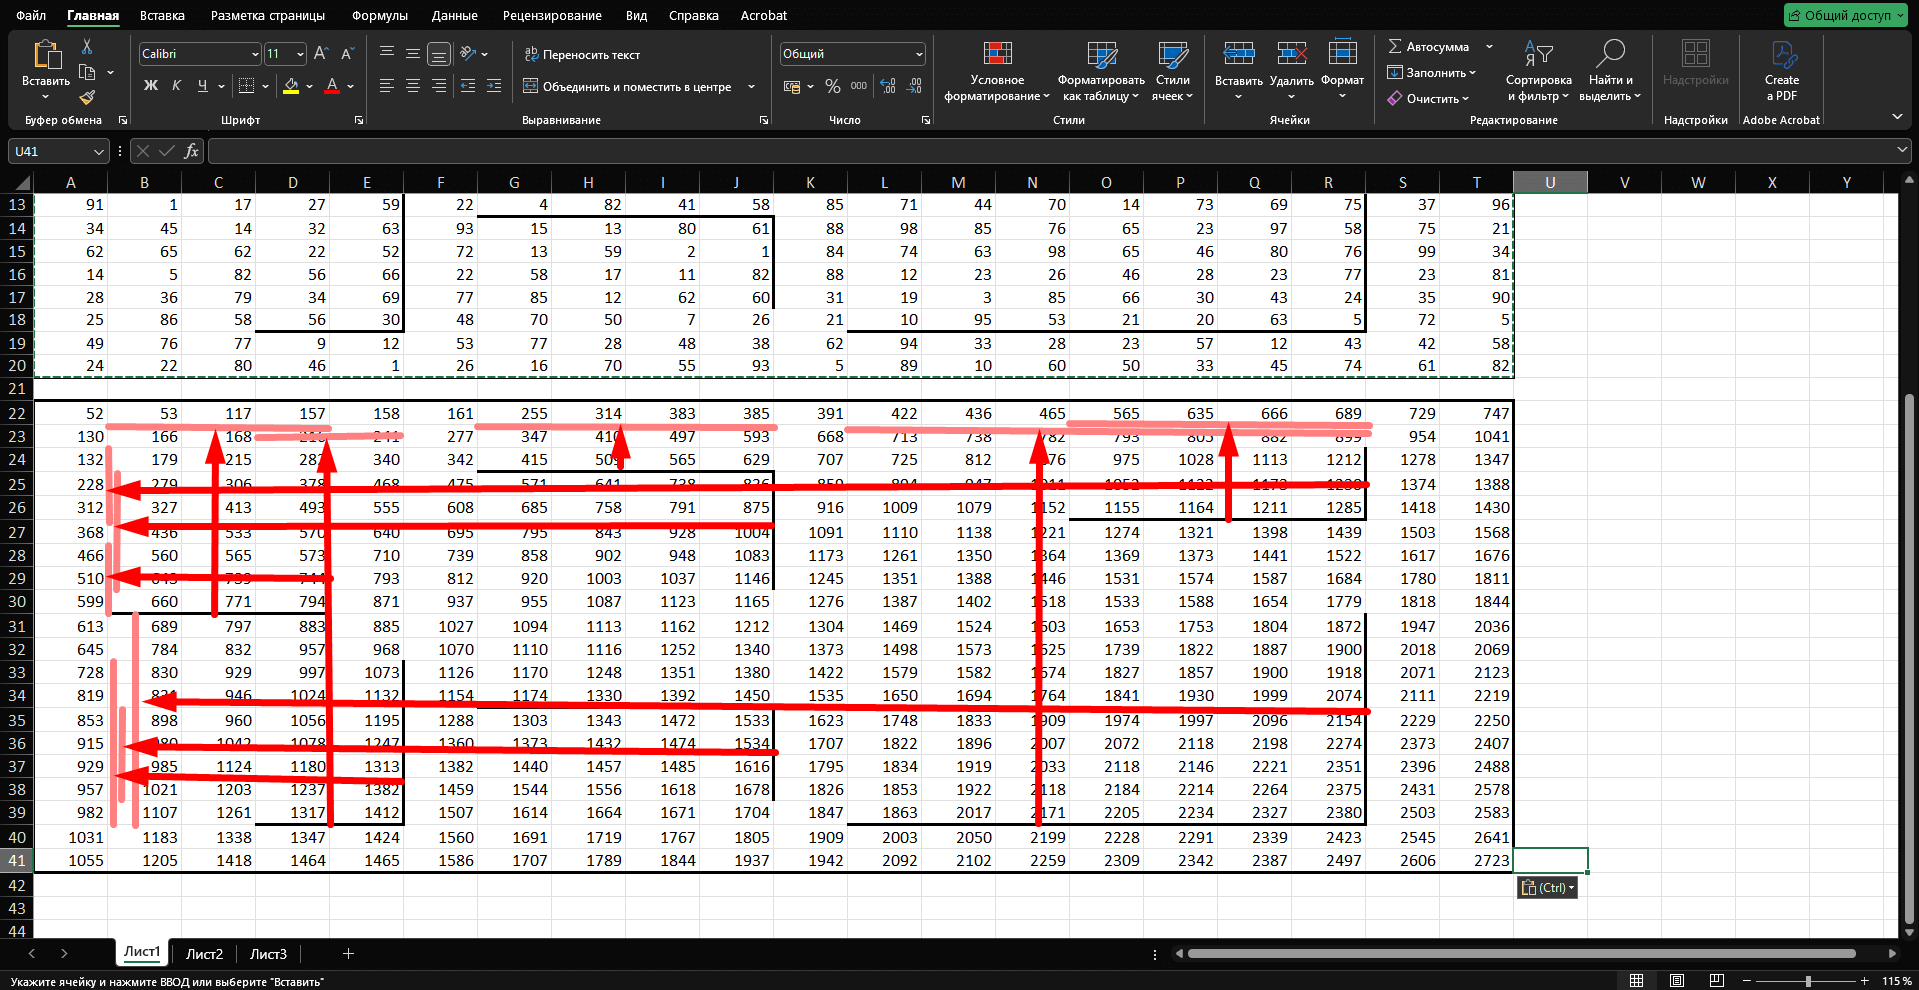 Файл Главная Вставка Разметка страницы Формулы Данные Рецензирование Вид Справка Acrobat Общий доступ
Вставить
Буфер обмена
Calibri 11
Ж К Ч А
Шрифт
Переносить текст
Объединить и поместить в центре
Выравнивание
Общий
% 000
Число
Условное форматирование
Форматировать как таблицу
Стили ячеек
Стили
Вставить Удалить Формат
Ячейки
Автосумма
Заполнить
Очистить
Сортировка и фильтр
Найти и выделить
Редактирование
Надстройки
Надстройки
Create a PDF
Adobe Acrobat
U41 fx
A B C D E F G H I J K L M N O P Q R S T U V W X Y
13 91 1 17 27 59 22 4 82 41 58 85 71 44 70 14 73 69 75 37 96
14 34 45 14 32 63 93 15 13 80 61 88 98 85 76 65 23 97 58 75 21
15 62 65 62 22 52 72 13 59 2 1 84 74 63 98 65 46 80 76 99 34
16 14 5 82 56 66 22 58 17 11 82 88 12 23 26 46 28 23 77 23 81
17 28 36 79 34 69 77 85 12 62 60 31 19 3 85 66 30 43 24 35 90
18 25 86 58 56 30 48 70 50 7 26 21 10 95 53 21 20 63 5 72 5
19 49 76 77 9 12 53 77 28 48 38 62 94 33 28 23 57 12 43 42 58
20 24 22 80 46 1 26 16 70 55 93 5 89 10 60 50 33 45 74 61 82
21
22 52 53 117 157 158 161 255 314 383 385 391 422 436 465 565 635 666 689 729 747
23 130 166 168 277 347 410 497 593 668 713 738 782 793 805 882 899 954 1041
24 132 179 215 340 342 415 565 629 707 725 812 975 1028 1113 1212 1278 1347
25 228 279 306 378 468 475 571 641 738 826 859 1374 1388
26 312 327 413 493 555 608 685 758 791 875 916 1009 1079 1152 1155 1164 1211 1285 1418 1430
27 368 436 533 570 640 695 795 843 928 1004 1091 1110 1138 1221 1274 1321 1398 1439 1503 1568
28 466 560 565 573 710 739 858 902 948 1083 1173 1261 1350 1364 1369 1373 1441 1522 1617 1676
29 510 739 744 793 812 920 1003 1037 1146 1245 1351 1388 1446 1531 1574 1587 1684 1780 1811
30 599 660 771 794 871 937 955 1087 1123 1165 1276 1387 1402 1518 1533 1588 1654 1779 1818 1844
31 613 689 797 883 885 1027 1094 1113 1162 1212 1304 1469 1524 1603 1653 1753 1804 1872 1947 2036
32 645 784 832 957 968 1070 1110 1116 1252 1340 1373 1498 1573 1625 1739 1822 1887 1900 2018 2069
33 728 830 929 997 1073 1126 1170 1248 1351 1380 1422 1579 1582 1674 1827 1857 1900 1918 2071 2123
34 819 946 1024 1132 1154 1174 1330 1392 1450 1535 1650 1694 1764 1841 1930 1999 2074 2111 2219
35 853 898 960 1056 1195 1288 1303 1343 1472 1533 1623 1748 1833 1909 1974 1997 2096 2154 2229 2250
36 915 1042 1078 1247 1360 1373 1432 1474 1534 1707 1822 1896 2007 2072 2118 2198 2274 2373 2407
37 929 985 1124 1180 1313 1382 1440 1457 1485 1616 1795 1834 1919 2033 2118 2146 2221 2351 2396 2488
38 957 1021 1203 1237 1382 1459 1544 1556 1618 1678 1826 1853 1922 2118 2184 2214 2264 2375 2431 2578
39 982 1107 1261 1317 1412 1507 1614 1664 1671 1704 1847 1863 2017 2171 2205 2234 2327 2380 2503 2583
40 1031 1183 1338 1347 1424 1560 1691 1719 1767 1805 1909 2003 2050 2199 2228 2291 2339 2423 2545 2641
41 1055 1205 1418 1464 1465 1586 1707 1789 1844 1937 1942 2092 2102 2259 2309 2342 2387 2497 2606 2723
42 (Ctrl)
43
44
Лист1 Лист2 Лист3 +
Укажите ячейку и нажмите ВВОД или выберите "Вставить" 115 %